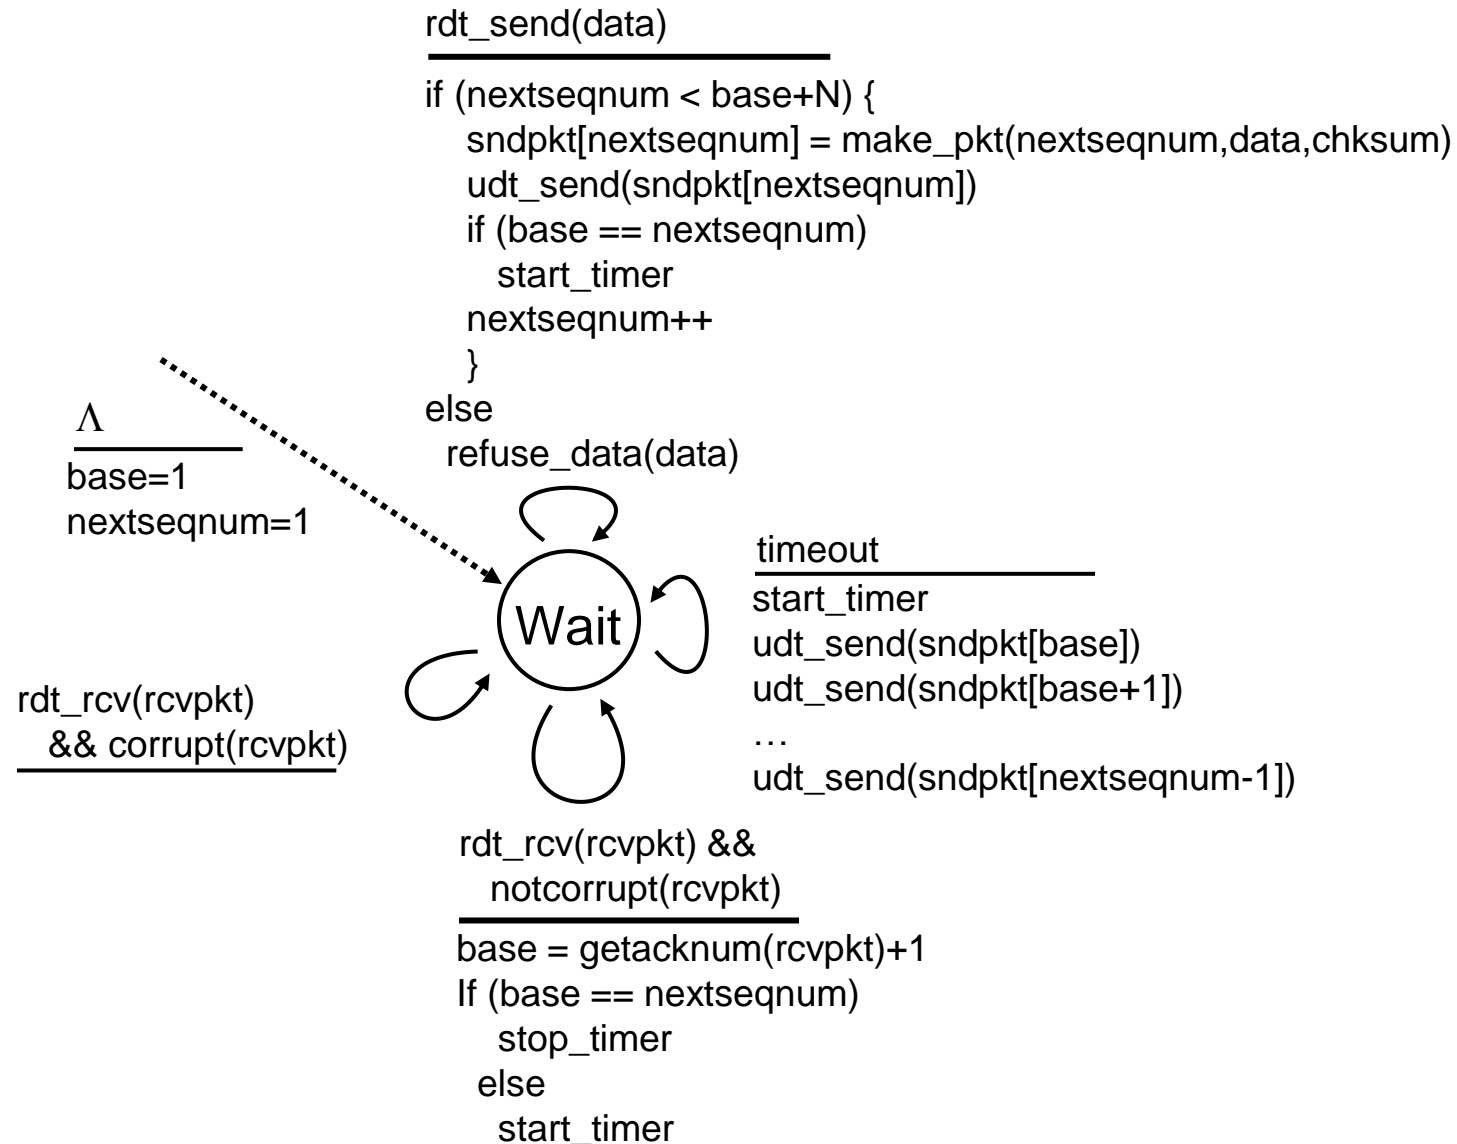 rdt_send(data)
if (nextseqnum < base+N) {
sndpkt[nextseqnum] = make_pkt(nextseqnum,data,chksum)
udt_send(sndpkt[nextseqnum])
if (base == nextseqnum)
start_timer
nextseqnum++
}
else
refuse_data(data)
Λ
base=1
nextseqnum=1
Wait
timeout
start_timer
udt_send(sndpkt[base])
udt_send(sndpkt[base+1])
…
udt_send(sndpkt[nextseqnum-1])
rdt_rcv(rcvpkt)
&& corrupt(rcvpkt)
rdt_rcv(rcvpkt) &&
notcorrupt(rcvpkt)
base = getacknum(rcvpkt)+1
If (base == nextseqnum)
stop_timer
else
start_timer